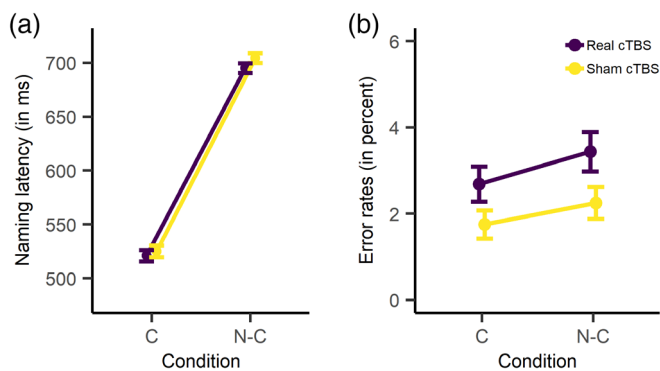 (a)
Naming latency (in ms)
700
650
600
550
500
C
N-C
Condition
(b)
Error rates (in percent)
6
4
2
0
Real cTBS
Sham cTBS
C
N-C
Condition